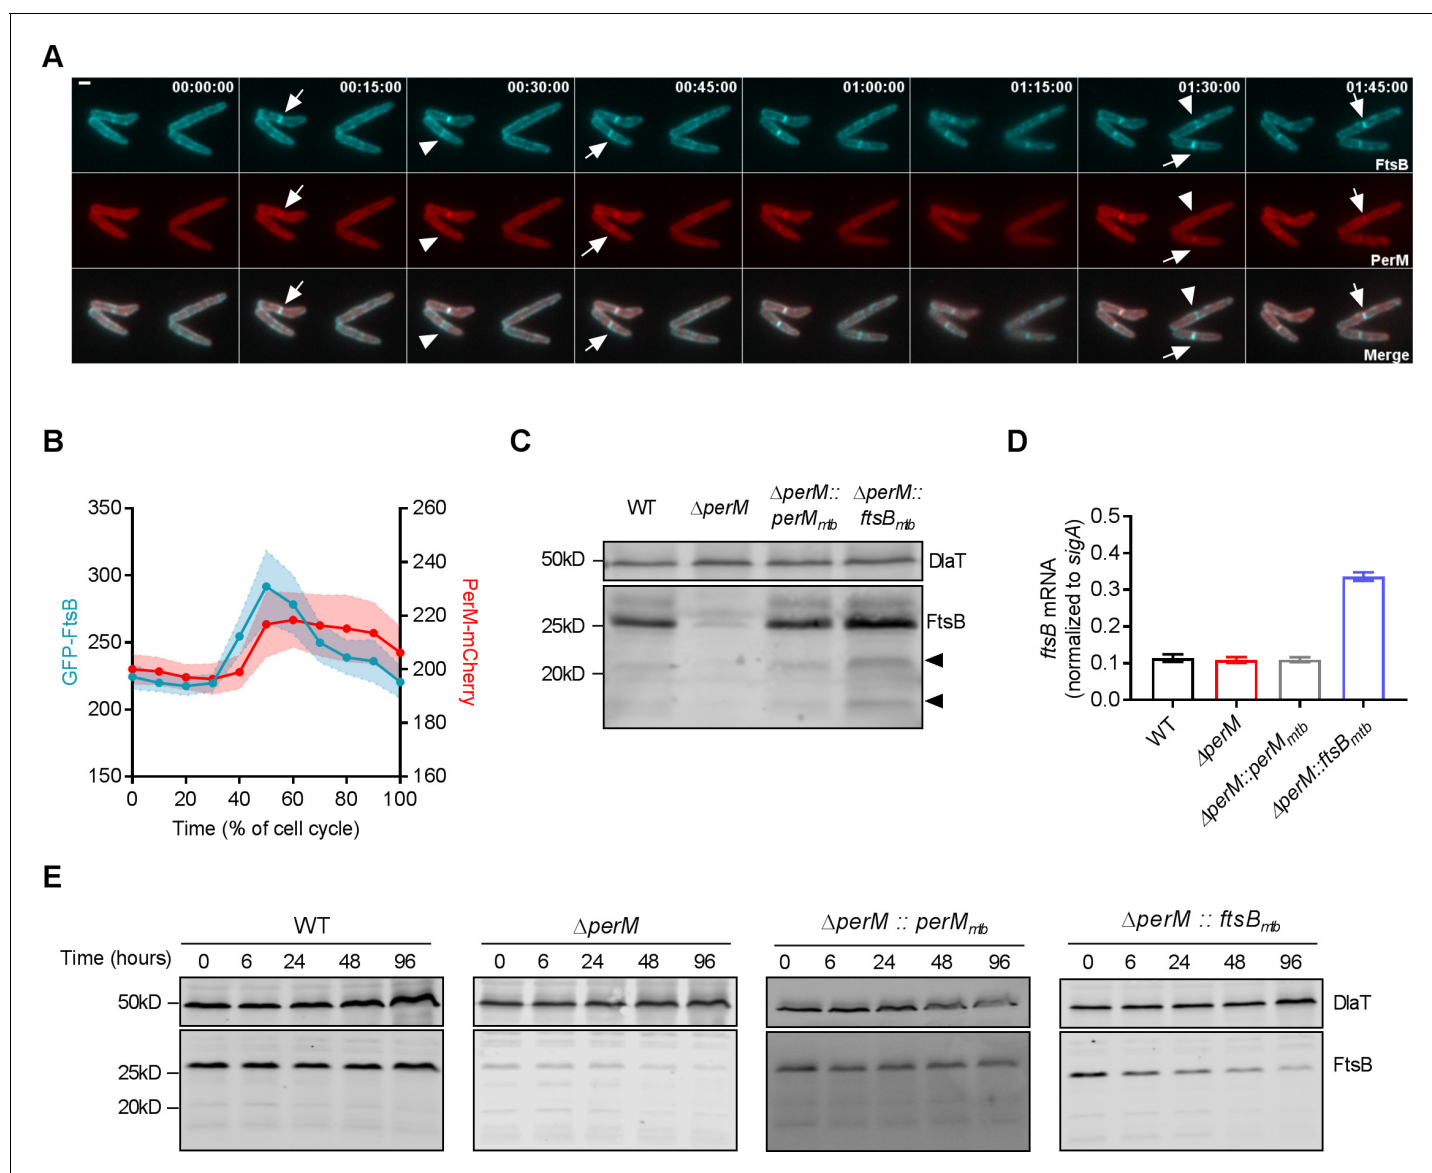 A
00:00:00 00:15:00 00:30:00 00:45:00 01:00:00 01:15:00 01:30:00 01:45:00
FtsB
PerM
Merge
B
GFP-FtsB
350
300
250
200
150
260
240
220
200
180
160
PerM-mCherry
0 20 40 60 80 100
Time (% of cell cycle)
C
WT ΔperM ΔperM::perMmtb ΔperM::ftsBmtb
50kD
DlaT
25kD
FtsB
20kD
D
ftsB mRNA
(normalized to sigA)
0.5
0.4
0.3
0.2
0.1
0.0
WT
ΔperM
ΔperM::perMmtb
ΔperM::ftsBmtb
E
WT ΔperM ΔperM :: perMmtb ΔperM :: ftsBmtb
Time (hours) 0 6 24 48 96 0 6 24 48 96 0 6 24 48 96 0 6 24 48 96
50kD
DlaT
25kD
FtsB
20kD